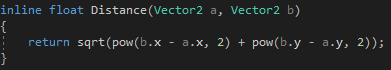 inline float Distance(Vector2 a, Vector2 b)
{
    return sqrt(pow(b.x - a.x, 2) + pow(b.y - a.y, 2));
}